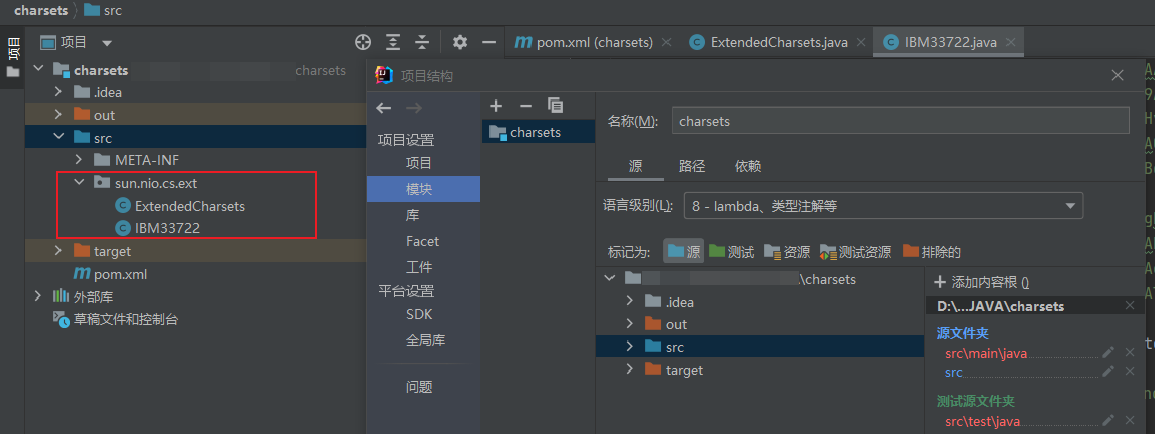 charsets src
项目
项目
pom.xml (charsets)
ExtendedCharsets.java
IBM33722.java
charsets charsets
.idea
out
src
META-INF
sun.nio.cs.ext
ExtendedCharsets
IBM33722
target
pom.xml
外部库
草稿文件和控制台
项目结构
项目设置
项目
模块
库
Facet
工件
平台设置
SDK
全局库
问题
charsets
名称(M): charsets
源 路径 依赖
语言级别(L): 8 - lambda、类型注解等
标记为: 源 测试 资源 测试资源 排除的
\charsets
.idea
out
src
target
添加内容根 ()
D:\...JAVA\charsets
源文件夹
src\main\java
src
测试源文件夹
src\test\java